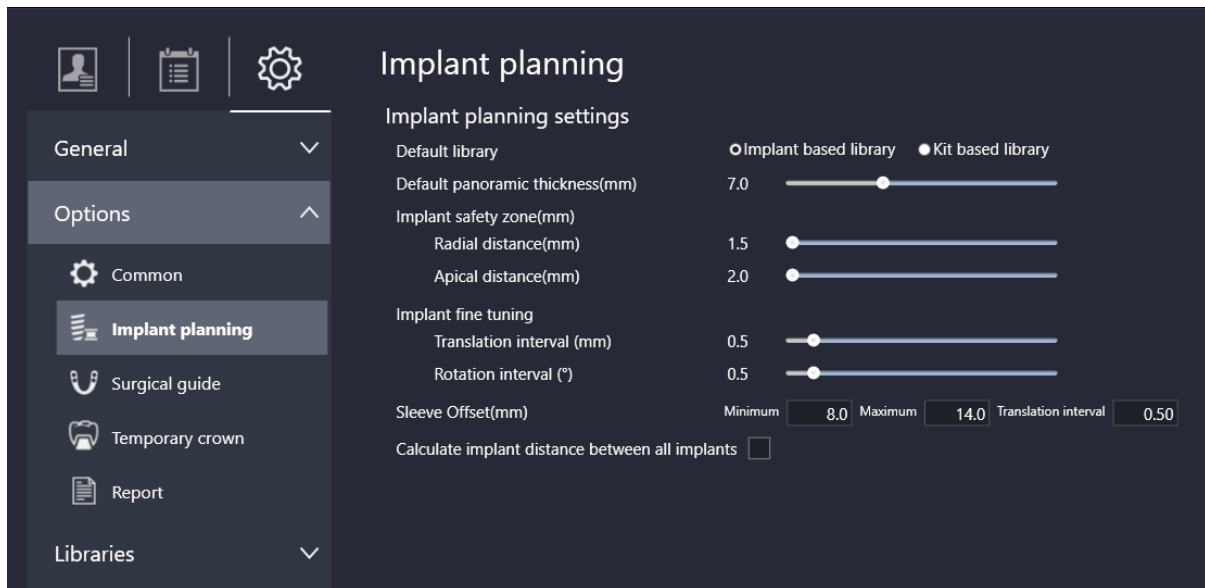 Implant planning
General
Options
Common
Implant planning
Surgical guide
Temporary crown
Report
Libraries
Implant planning settings
Default library Implant based library Kit based library
Default panoramic thickness(mm) 7.0
Implant safety zone(mm)
Radial distance(mm) 1.5
Apical distance(mm) 2.0
Implant fine tuning
Translation interval (mm) 0.5
Rotation interval (°) 0.5
Sleeve Offset(mm) Minimum 8.0 Maximum 14.0 Translation interval 0.50
Calculate implant distance between all implants